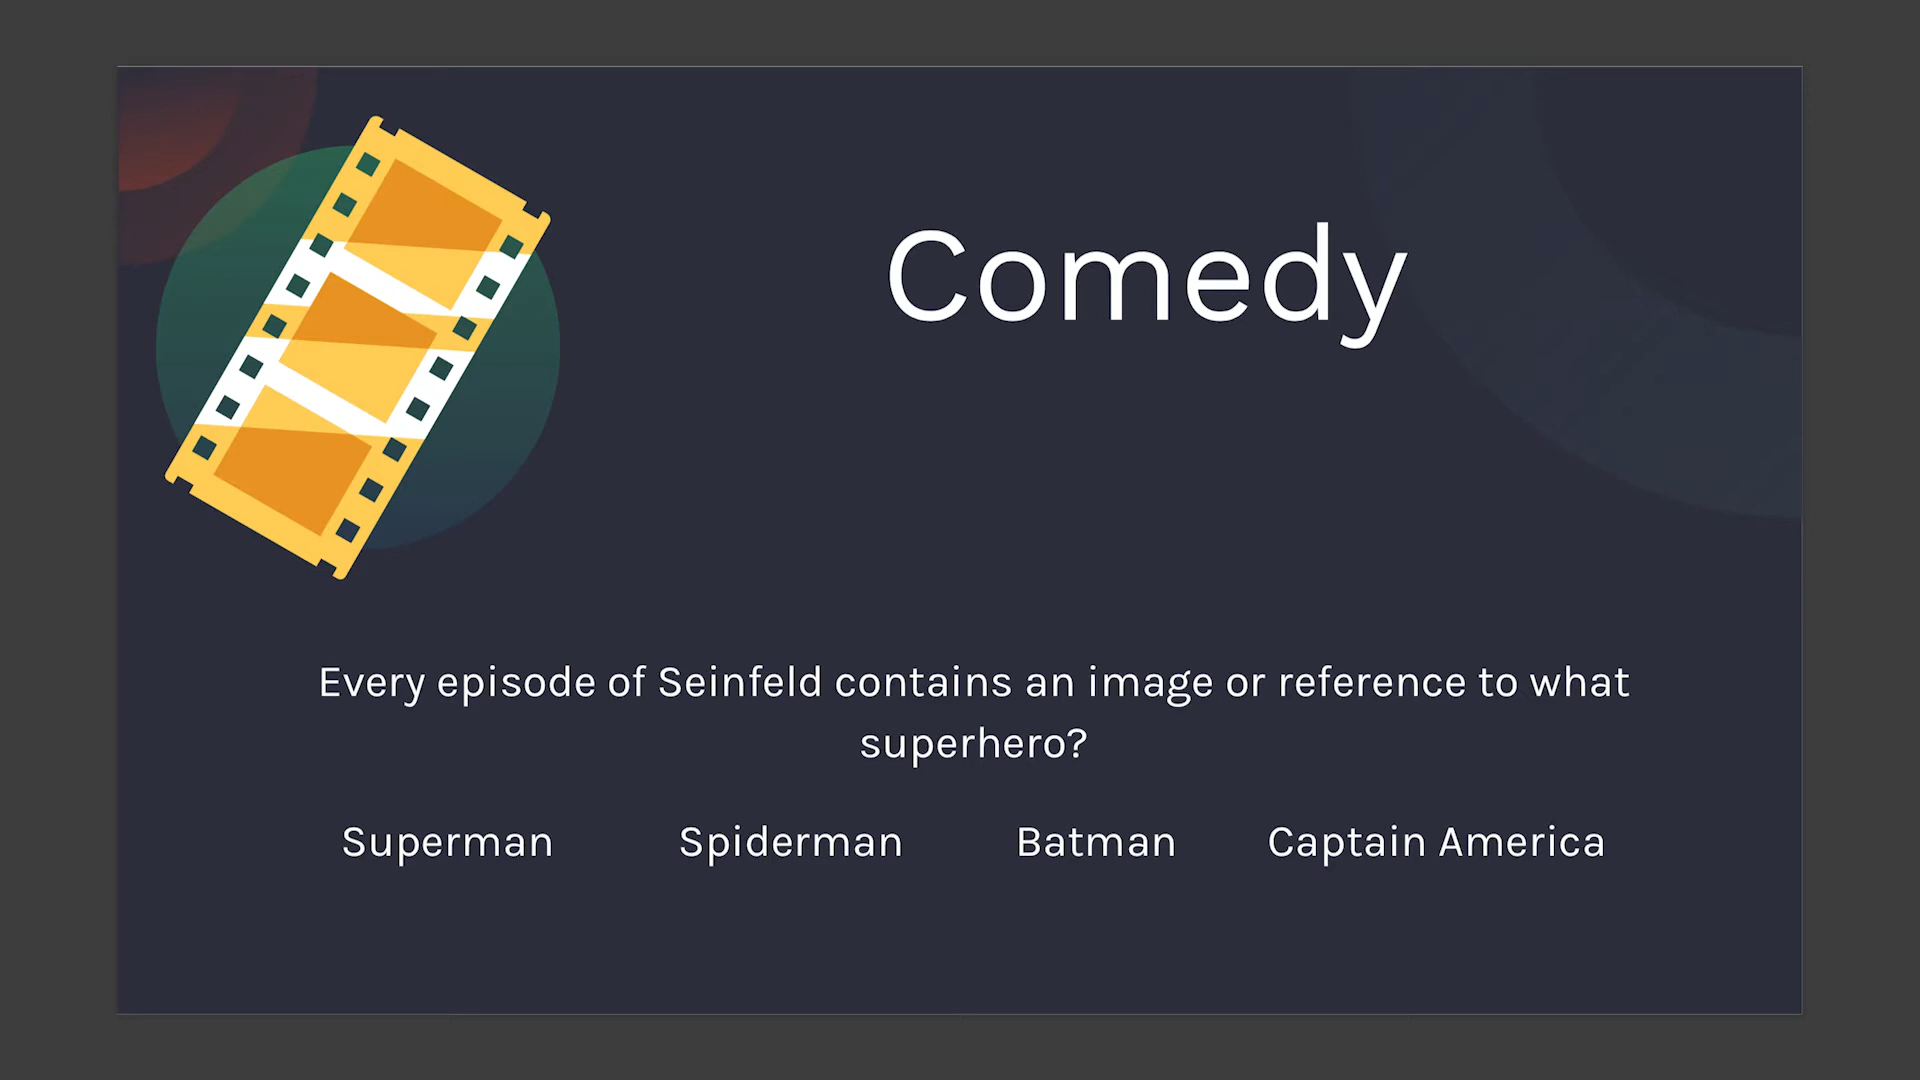 Comedy
Every episode of Seinfeld contains an image or reference to what
superhero?
Superman Spiderman Batman Captain America